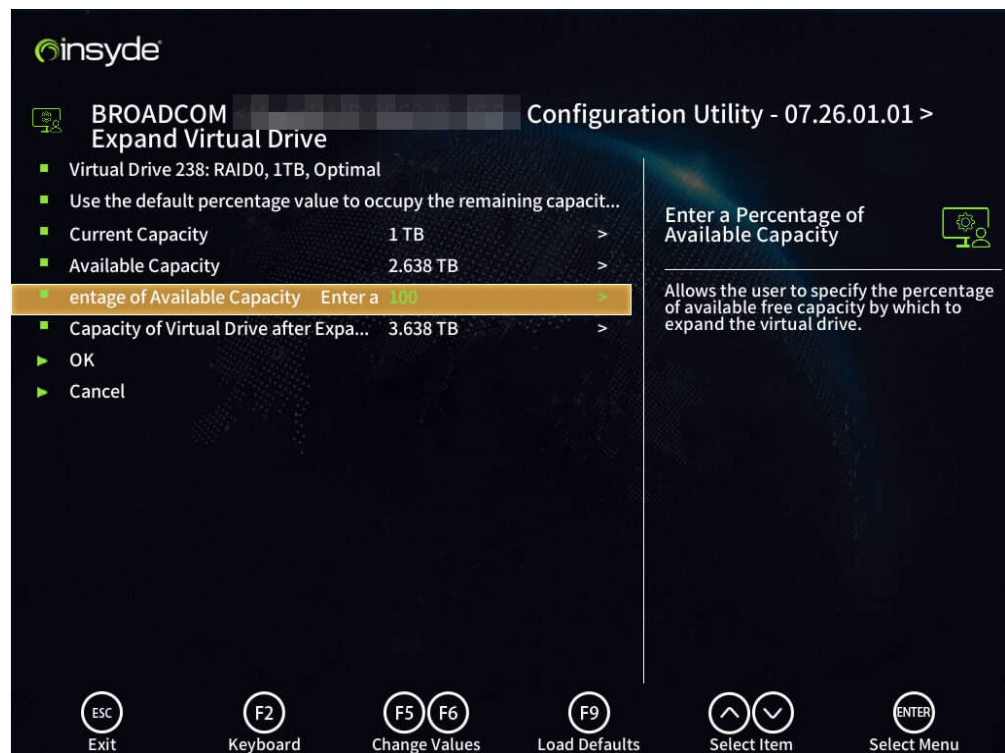 insyde
BROADCOM Configuration Utility - 07.26.01.01 >
Expand Virtual Drive
Virtual Drive 238: RAID0, 1TB, Optimal
Use the default percentage value to occupy the remaining capacit...
Current Capacity 1 TB >
Available Capacity 2.638 TB >
entage of Available Capacity Enter a 100 >
Capacity of Virtual Drive after Expa... 3.638 TB >
OK
Cancel
Enter a Percentage of
Available Capacity
Allows the user to specify the percentage
of available free capacity by which to
expand the virtual drive.
ESC F2 F5 F6 F9 ENTER
Exit Keyboard Change Values Load Defaults Select Item Select Menu